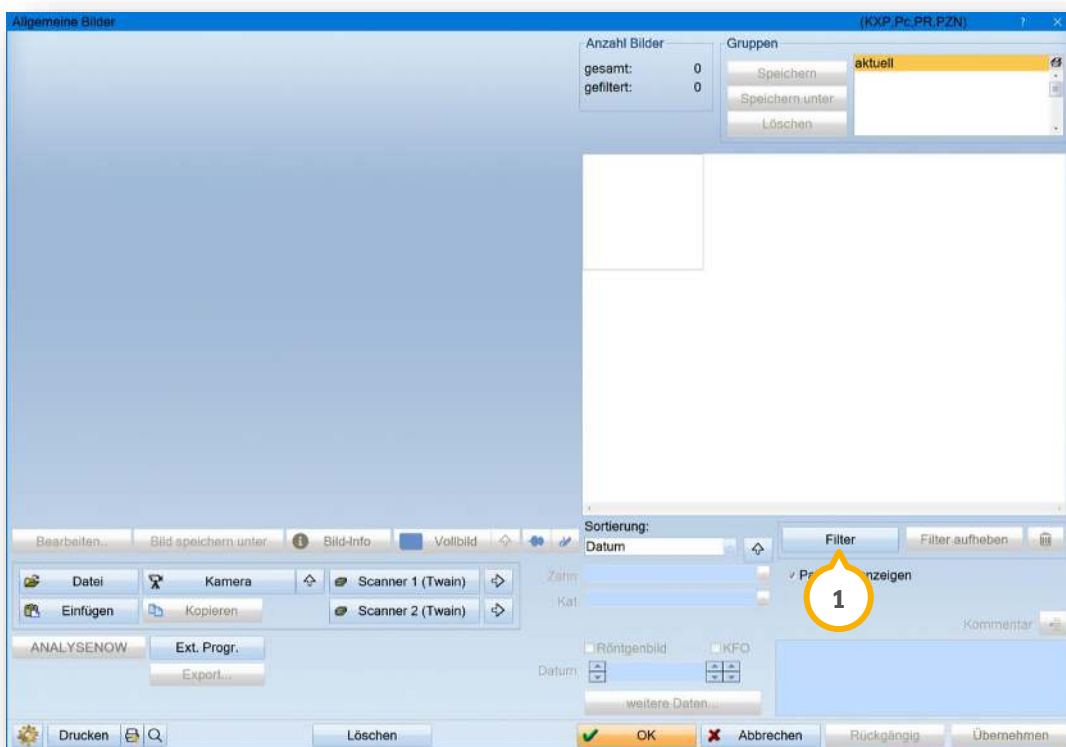 Allgemeine Bilder (KXP,Pc,PR,PZN) ? ×
Anzahl Bilder
gesamt: 0
gefiltert: 0
Gruppen
Speichern
Speichern unter
Löschen
aktuell
Bearbeiten..
Bild speichern unter
Bild-Info
Vollbild
Sortierung:
Datum
Filter
Filter aufheben
Datei
Kamera
Scanner 1 (Twain)
Einfügen
Kopieren
Scanner 2 (Twain)
Zahn
Kat
nzeigen
1
Kommentar
ANALYSENOW
Ext. Progr.
Export...
Röntgenbild
KFO
Datum
weitere Daten...
Drucken
Löschen
OK
Abbrechen
Rückgängig
Übernehmen